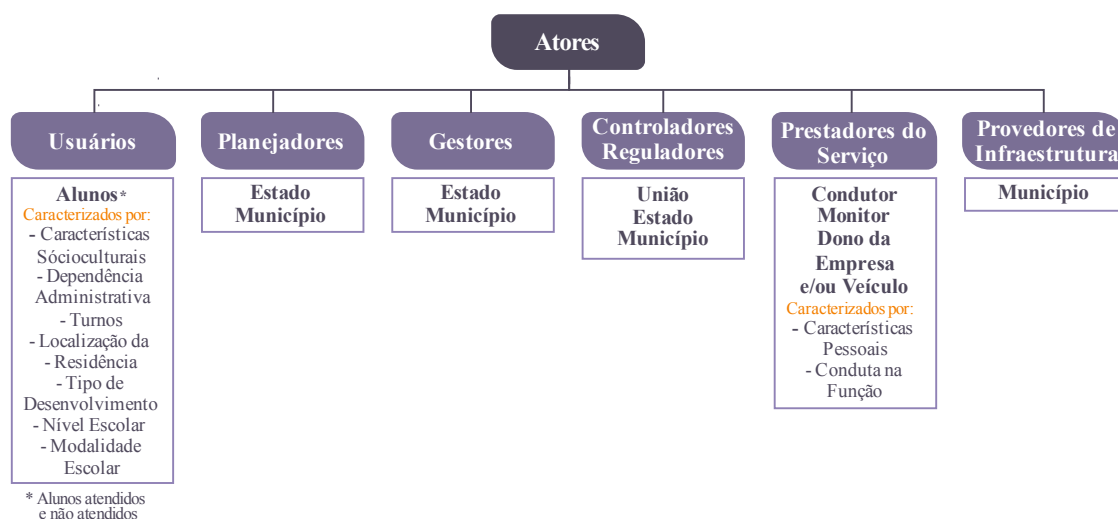 Atores
Usuários
Alunos*
Caracterizados por:
- Características
Sócioculturais
- Dependência
Administrativa
- Turnos
- Localização da
- Residência
- Tipo de
Desenvolvimento
- Nível Escolar
- Modalidade
Escolar
* Alunos atendidos
e não atendidos
Planejadores
Estado
Município
Gestores
Estado
Município
Controladores
Reguladores
União
Estado
Município
Prestadores do
Serviço
Condutor
Monitor
Dono da
Empresa
e/ou Veículo
Caracterizados por:
- Características
Pessoais
- Conduta na
Função
Provedores de
Infraestrutura
Município